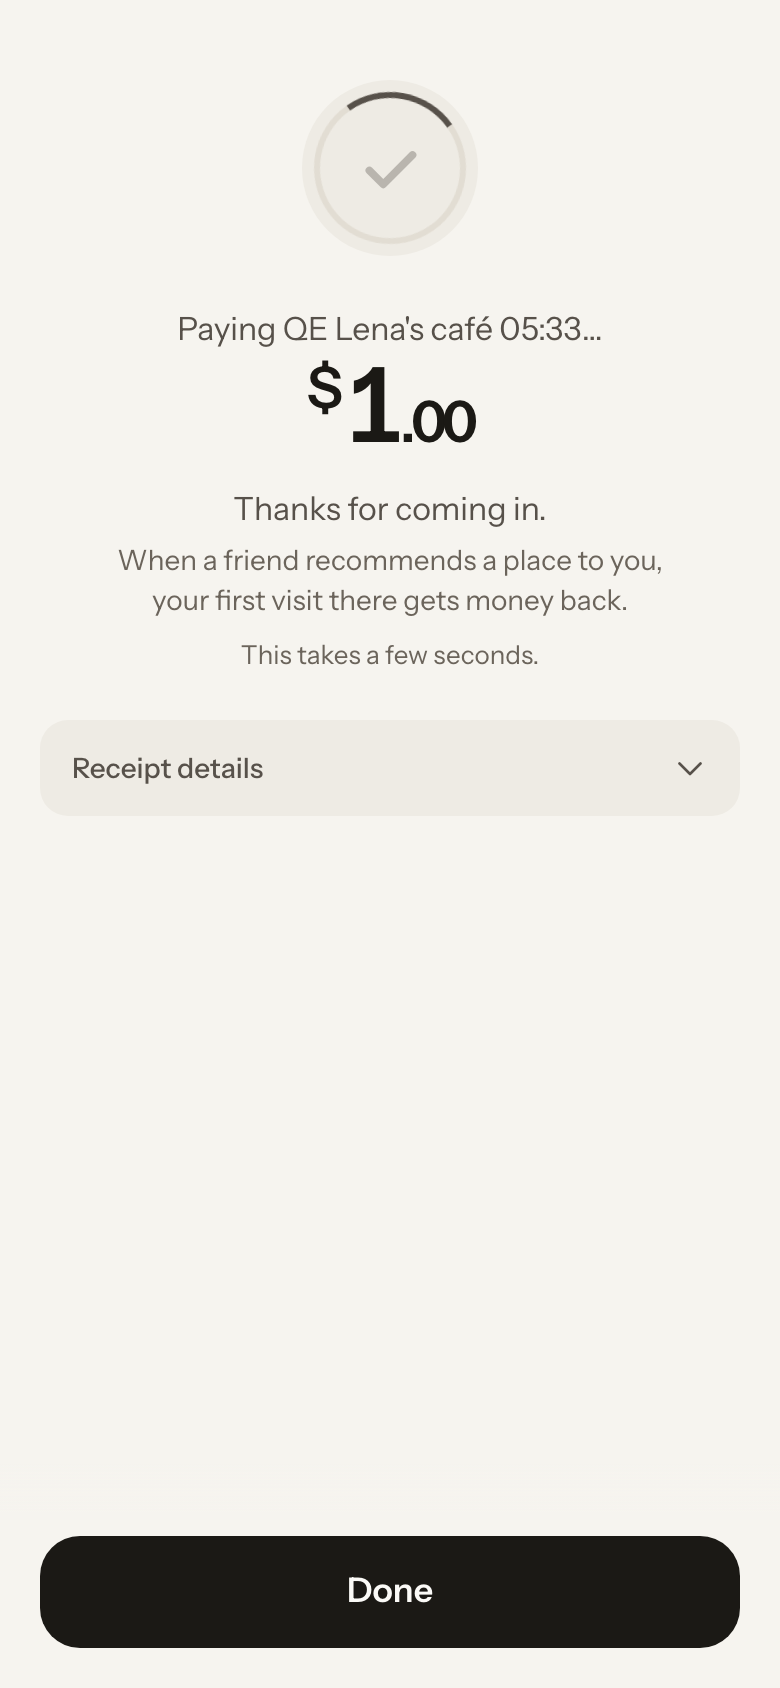 Paying QE Lena's café 05:33...
$1.00
Thanks for coming in.
When a friend recommends a place to you,
your first visit there gets money back.
This takes a few seconds.
Receipt details
Done